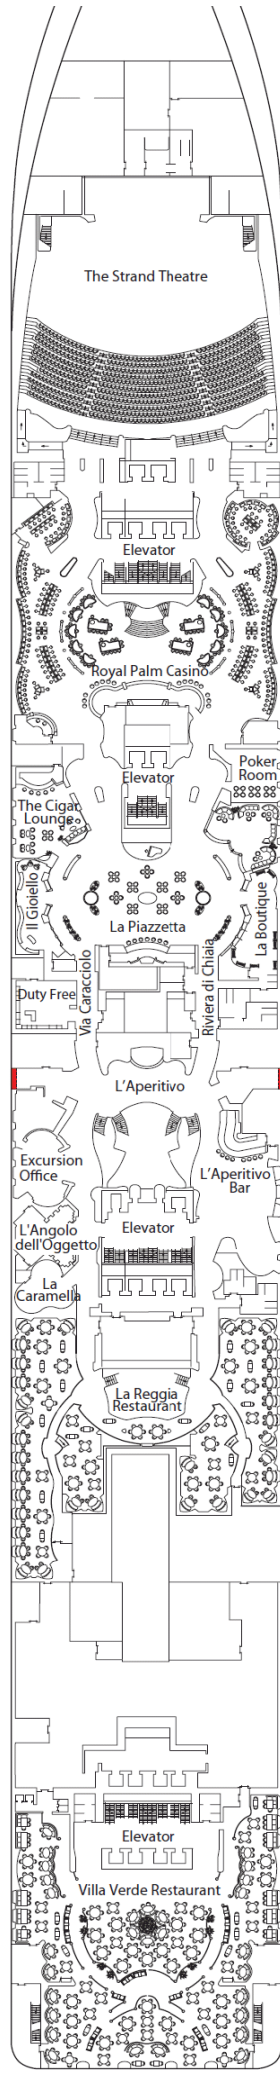 The Strand Theatre
Elevator
Royal Palm Casino
Elevator
Poker
Room
The Cigar
Lounge
Il Gioiello
La Boutique
La Piazzetta
Via Caracciolo
Riviera di Chiaia
Duty Free
L'Aperitivo
Excursion
Office
L'Aperitivo
Bar
L'Angolo
dell'Oggetto
Elevator
La
Caramella
La Reggia
Restaurant
Elevator
Villa Verde Restaurant